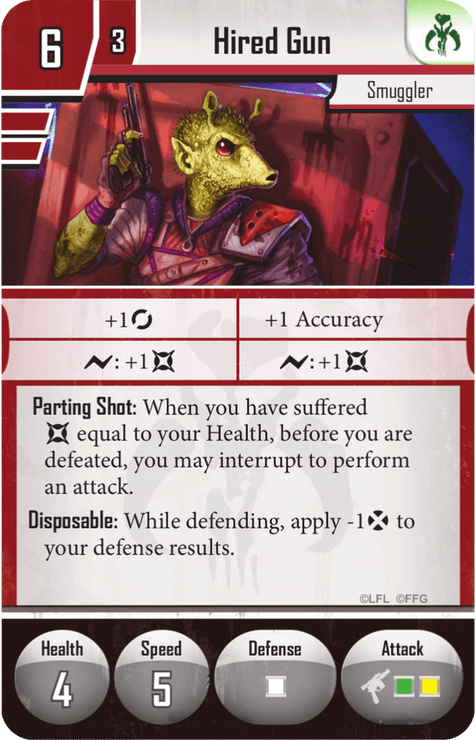 6
3
Hired Gun
Smuggler
+1
+1 Accuracy
: +1
: +1
Parting Shot: When you have suffered
equal to your Health, before you are
defeated, you may interrupt to perform
an attack.
Disposable: While defending, apply -1 to
your defense results.
©LFL ©FFG
Health
4
Speed
5
Defense
Attack